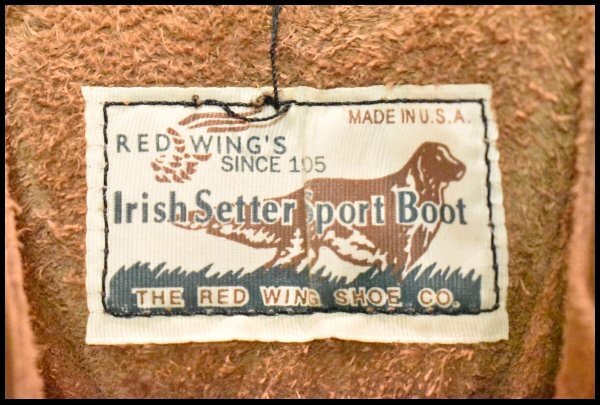 MADE IN U.S.A.
RED WING'S
SINCE 105
Irish Setter Sport Boot
THE RED WING SHOE CO.